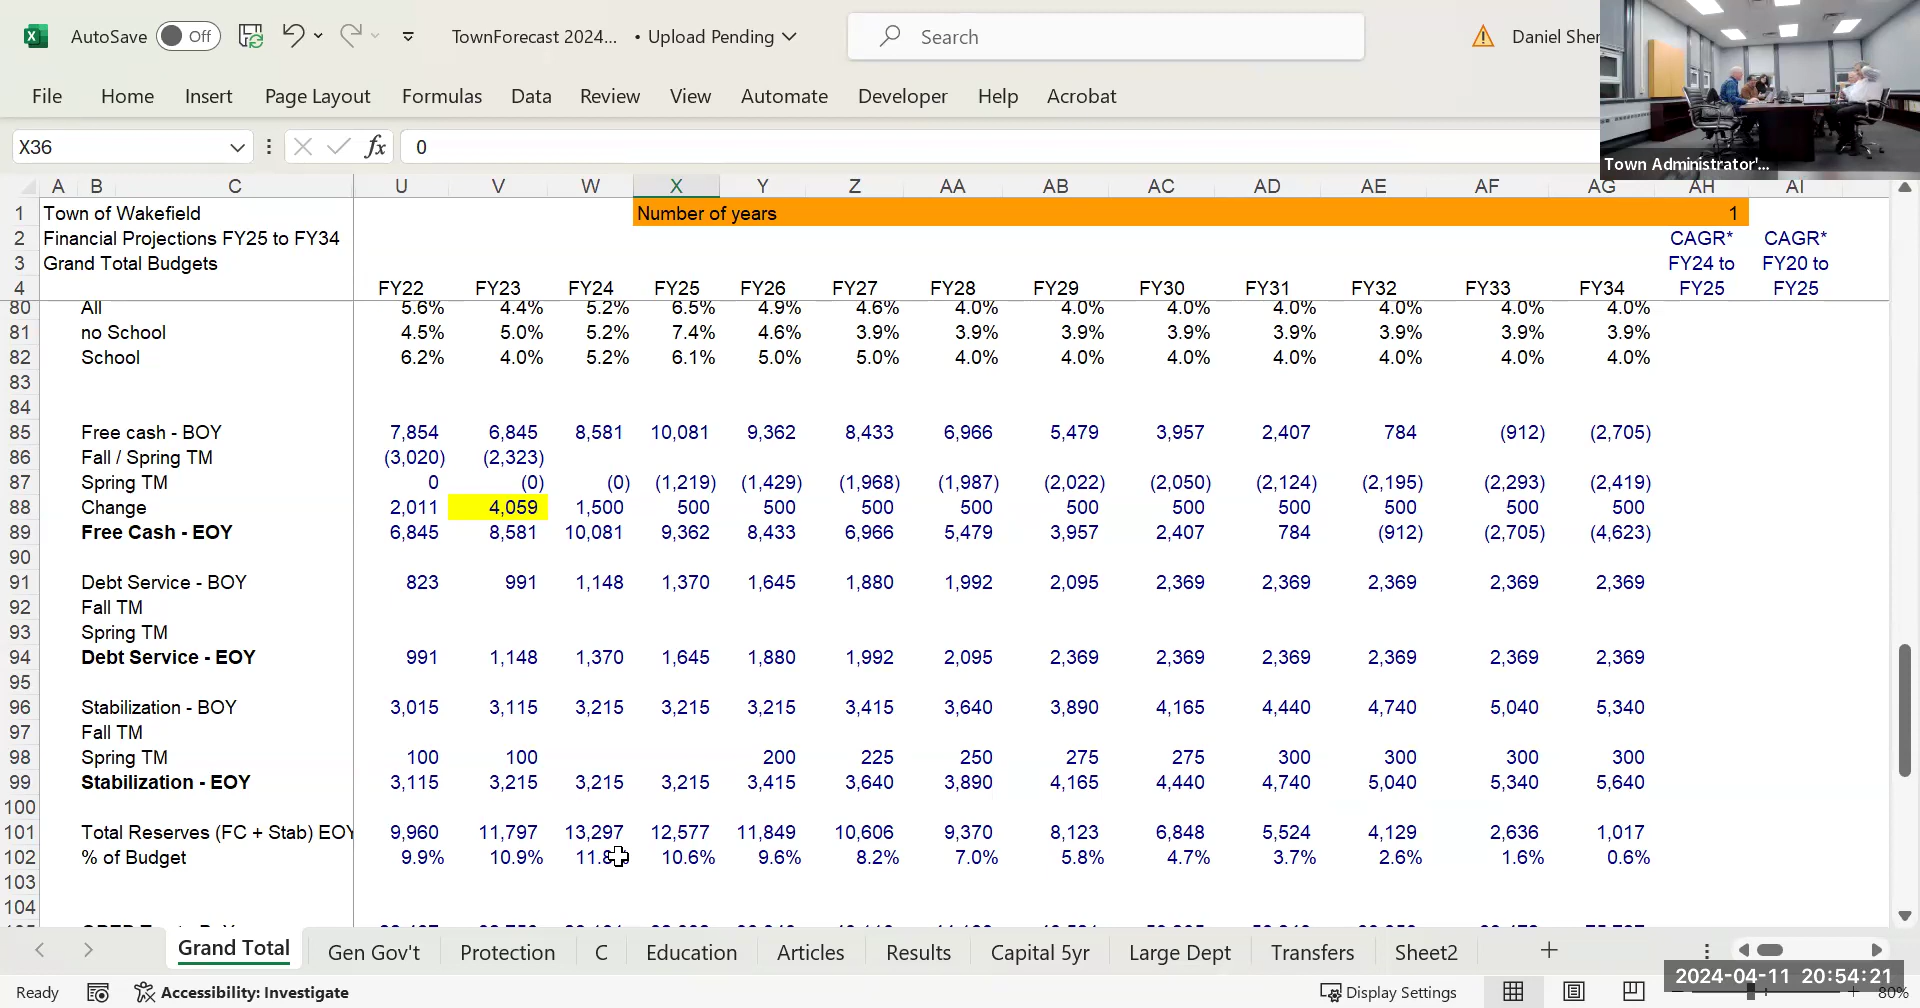 AutoSave Off TownForecast 2024... • Upload Pending Search Daniel Sher
File Home Insert Page Layout Formulas Data Review View Automate Developer Help Acrobat
Town Administrator'...
X36 fx 0
A B C U V W X Y Z AA AB AC AD AE AF AG AH AI
1 Town of Wakefield Number of years 1
2 Financial Projections FY25 to FY34 CAGR* CAGR*
3 Grand Total Budgets FY24 to FY20 to
4 FY22 FY23 FY24 FY25 FY26 FY27 FY28 FY29 FY30 FY31 FY32 FY33 FY34 FY25 FY25
80 All 5.6% 4.4% 5.2% 6.5% 4.9% 4.6% 4.0% 4.0% 4.0% 4.0% 4.0% 4.0% 4.0%
81 no School 4.5% 5.0% 5.2% 7.4% 4.6% 3.9% 3.9% 3.9% 3.9% 3.9% 3.9% 3.9% 3.9%
82 School 6.2% 4.0% 5.2% 6.1% 5.0% 5.0% 4.0% 4.0% 4.0% 4.0% 4.0% 4.0% 4.0%
83
84
85 Free cash - BOY 7,854 6,845 8,581 10,081 9,362 8,433 6,966 5,479 3,957 2,407 784 (912) (2,705)
86 Fall / Spring TM (3,020) (2,323)
87 Spring TM 0 (0) (0) (1,219) (1,429) (1,968) (1,987) (2,022) (2,050) (2,124) (2,195) (2,293) (2,419)
88 Change 2,011 4,059 1,500 500 500 500 500 500 500 500 500 500 500
89 Free Cash - EOY 6,845 8,581 10,081 9,362 8,433 6,966 5,479 3,957 2,407 784 (912) (2,705) (4,623)
90
91 Debt Service - BOY 823 991 1,148 1,370 1,645 1,880 1,992 2,095 2,369 2,369 2,369 2,369 2,369
92 Fall TM
93 Spring TM
94 Debt Service - EOY 991 1,148 1,370 1,645 1,880 1,992 2,095 2,369 2,369 2,369 2,369 2,369 2,369
95
96 Stabilization - BOY 3,015 3,115 3,215 3,215 3,215 3,415 3,640 3,890 4,165 4,440 4,740 5,040 5,340
97 Fall TM
98 Spring TM 100 100 200 225 250 275 275 300 300 300 300
99 Stabilization - EOY 3,115 3,215 3,215 3,215 3,415 3,640 3,890 4,165 4,440 4,740 5,040 5,340 5,640
100
101 Total Reserves (FC + Stab) EOY 9,960 11,797 13,297 12,577 11,849 10,606 9,370 8,123 6,848 5,524 4,129 2,636 1,017
102 % of Budget 9.9% 10.9% 10.6% 9.6% 8.2% 7.0% 5.8% 4.7% 3.7% 2.6% 1.6% 0.6%
103
104
Grand Total Gen Gov't Protection C Education Articles Results Capital 5yr Large Dept Transfers Sheet2
2024-04-11 20:54:21
Ready Accessibility: Investigate Display Settings 80%